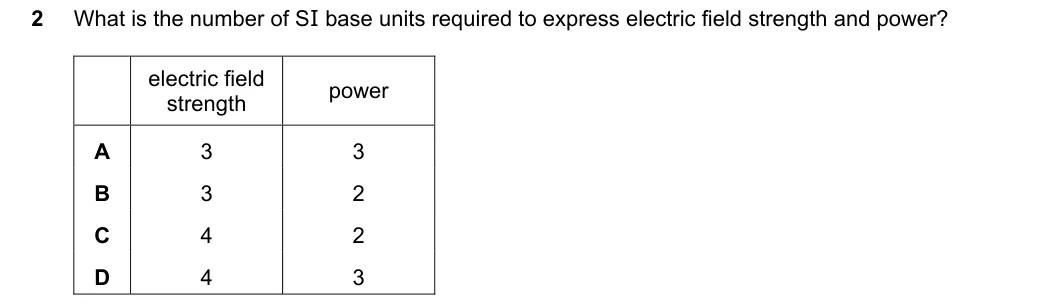 2 What is the number of SI base units required to express electric field strength and power?
electric field
strength
power
A 3 3
B 3 2
C 4 2
D 4 3